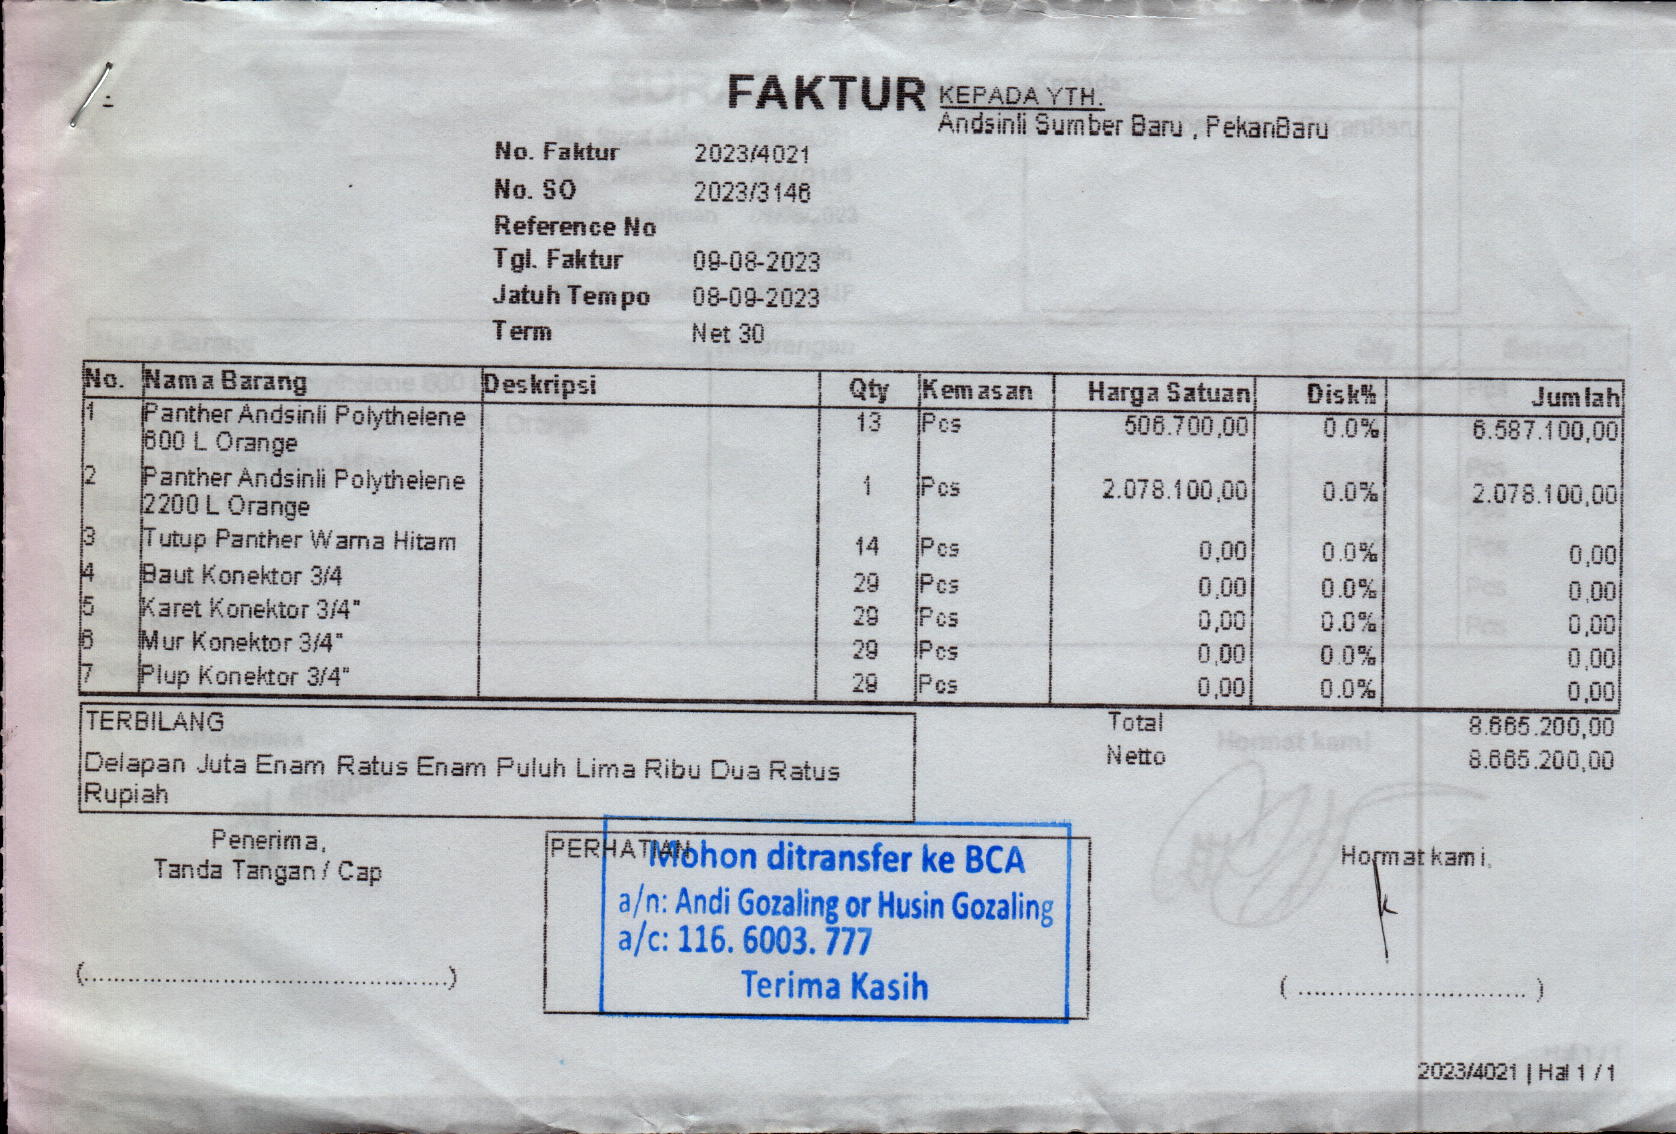 FAKTUR
KEPADA YTH.
Andsinli Sumber Baru , PekanBaru
No. Faktur 2023/4021
No. SO 2023/3146
Reference No
Tgl. Faktur 09-08-2023
Jatuh Tempo 08-09-2023
Term Net 30
No. Nama Barang Deskripsi Qty Kemasan Harga Satuan Disk% Jumlah
1 Panther Andsinli Polythelene 13 Pcs 506.700,00 0.0% 6.587.100,00
600 L Orange
2 Panther Andsinli Polythelene 1 Pcs 2.078.100,00 0.0% 2.078.100,00
2200 L Orange
3 Tutup Panther Warna Hitam 14 Pcs 0,00 0.0% 0,00
4 Baut Konektor 3/4 29 Pcs 0,00 0.0% 0,00
5 Karet Konektor 3/4" 29 Pcs 0,00 0.0% 0,00
6 Mur Konektor 3/4" 29 Pcs 0,00 0.0% 0,00
7 Plup Konektor 3/4" 29 Pcs 0,00 0.0% 0,00
TERBILANG
Delapan Juta Enam Ratus Enam Puluh Lima Ribu Dua Ratus
Rupiah
Total 8.665.200,00
Netto 8.665.200,00
Penerima,
Tanda Tangan / Cap
(..............................................)
PERHATIAN
Mohon ditransfer ke BCA
a/n: Andi Gozaling or Husin Gozaling
a/c: 116. 6003. 777
Terima Kasih
Hormat kami,
( ............................. )
2023/4021 | Hal 1 / 1